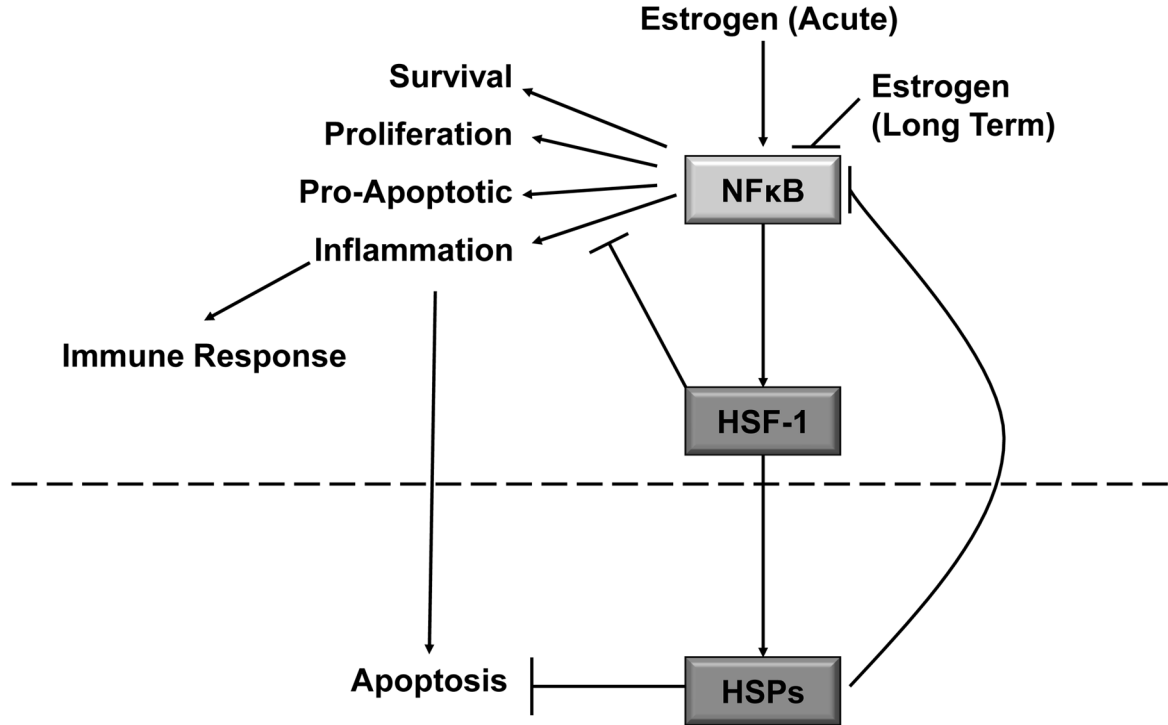 Estrogen (Acute)
Survival
Estrogen
(Long Term)
Proliferation
Pro-Apoptotic
NFκB
Inflammation
Immune Response
HSF-1
Apoptosis
HSPs